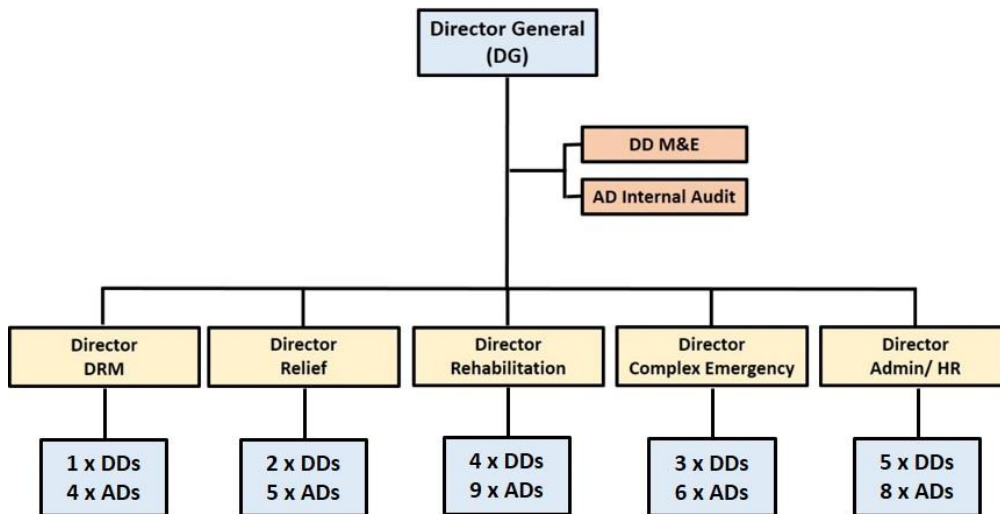 Director General
(DG)
DD M&E
AD Internal Audit
Director
DRM
Director
Relief
Director
Rehabilitation
Director
Complex Emergency
Director
Admin/ HR
1 x DDs
4 x ADs
2 x DDs
5 x ADs
4 x DDs
9 x ADs
3 x DDs
6 x ADs
5 x DDs
8 x ADs